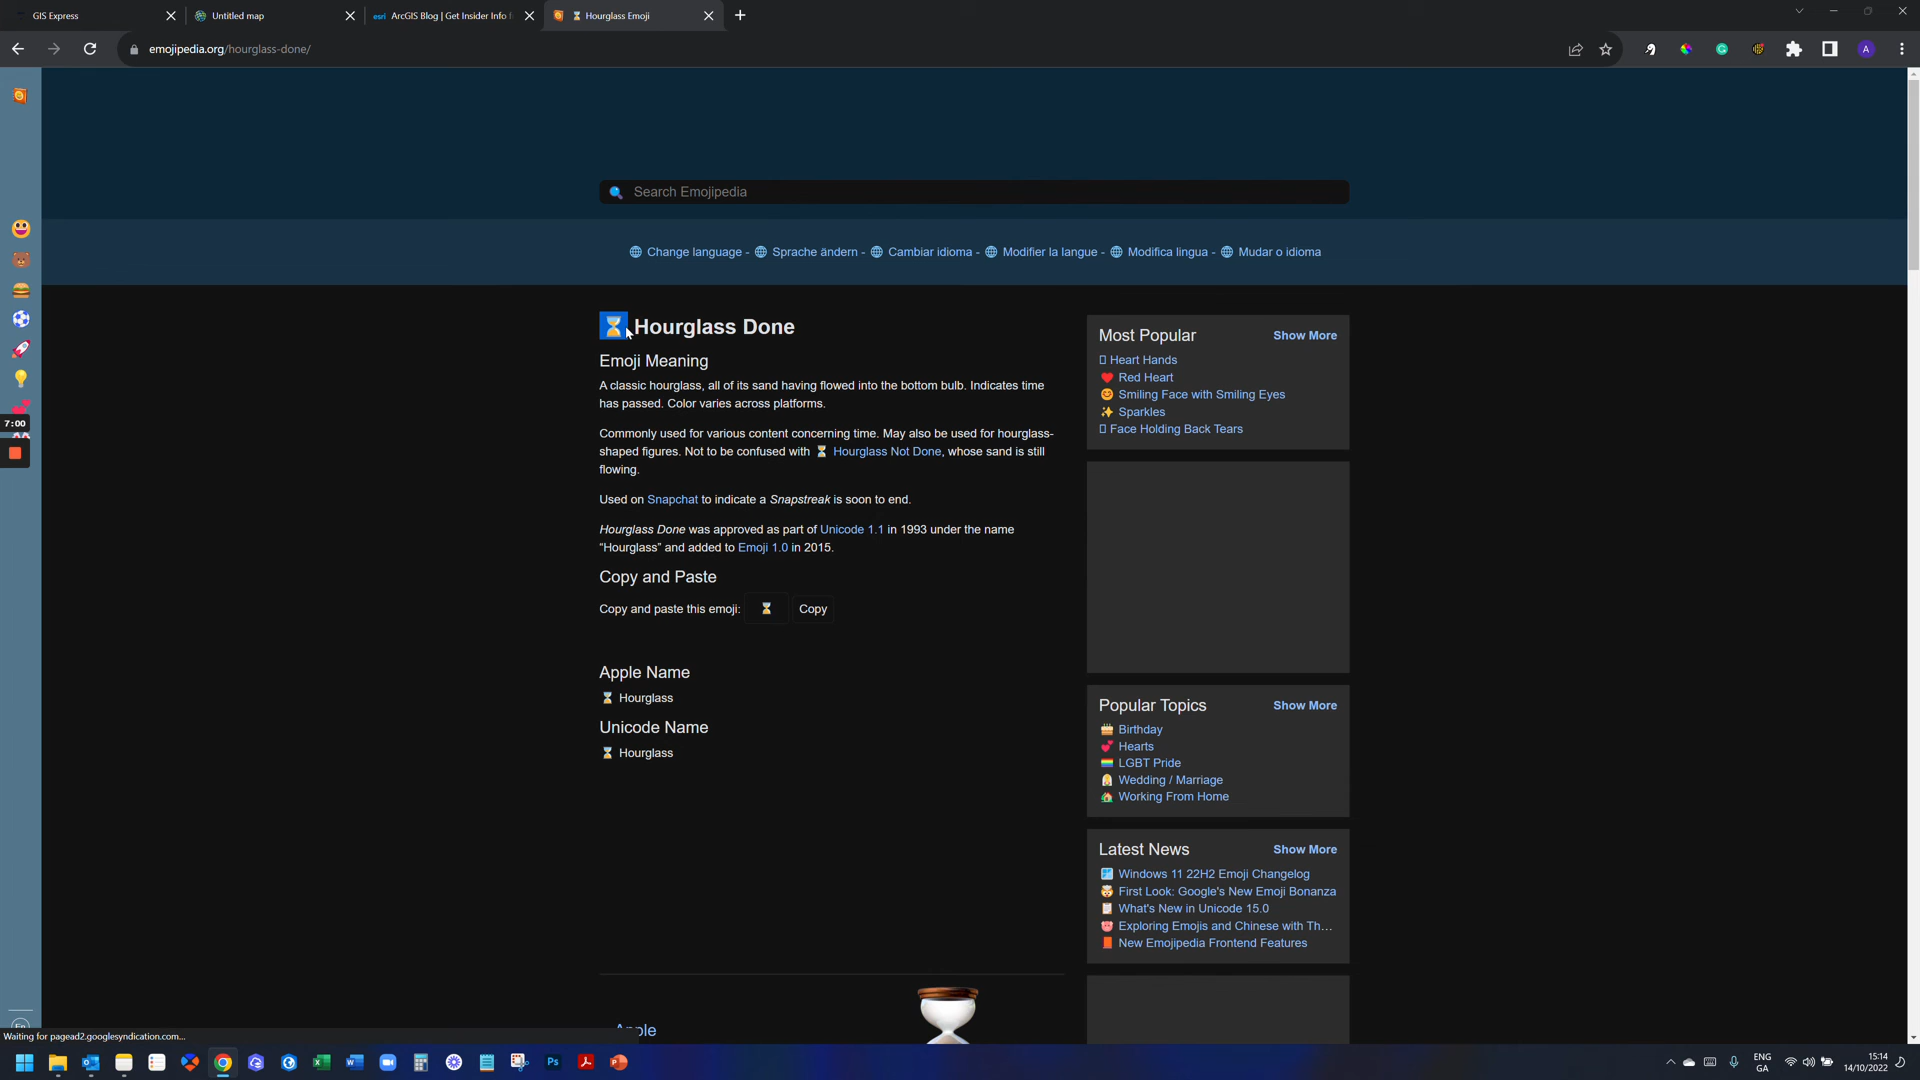 GIS Express
Untitled map
esri ArcGIS Blog | Get Insider Info f
Hourglass Emoji
emojipedia.org/hourglass-done/
A
Search Emojipedia
Change language - Sprache ändern - Cambiar idioma - Modifier la langue - Modifica lingua - Mudar o idioma
⌛ Hourglass Done
Emoji Meaning
A classic hourglass, all of its sand having flowed into the bottom bulb. Indicates time
has passed. Color varies across platforms.
Commonly used for various content concerning time. May also be used for hourglass-
shaped figures. Not to be confused with ⏳ Hourglass Not Done, whose sand is still
flowing.
Used on Snapchat to indicate a Snapstreak is soon to end.
Hourglass Done was approved as part of Unicode 1.1 in 1993 under the name
“Hourglass” and added to Emoji 1.0 in 2015.
Copy and Paste
Copy and paste this emoji: ⌛ Copy
Apple Name
⌛ Hourglass
Unicode Name
⌛ Hourglass
Apple
Most Popular Show More
Heart Hands
Red Heart
Smiling Face with Smiling Eyes
Sparkles
Face Holding Back Tears
Popular Topics Show More
Birthday
Hearts
LGBT Pride
Wedding / Marriage
Working From Home
Latest News Show More
Windows 11 22H2 Emoji Changelog
First Look: Google's New Emoji Bonanza
What's New in Unicode 15.0
Exploring Emojis and Chinese with Th...
New Emojipedia Frontend Features
7:00
Waiting for pagead2.googlesyndication.com...
Ps
ENG
GA
15:14
14/10/2022